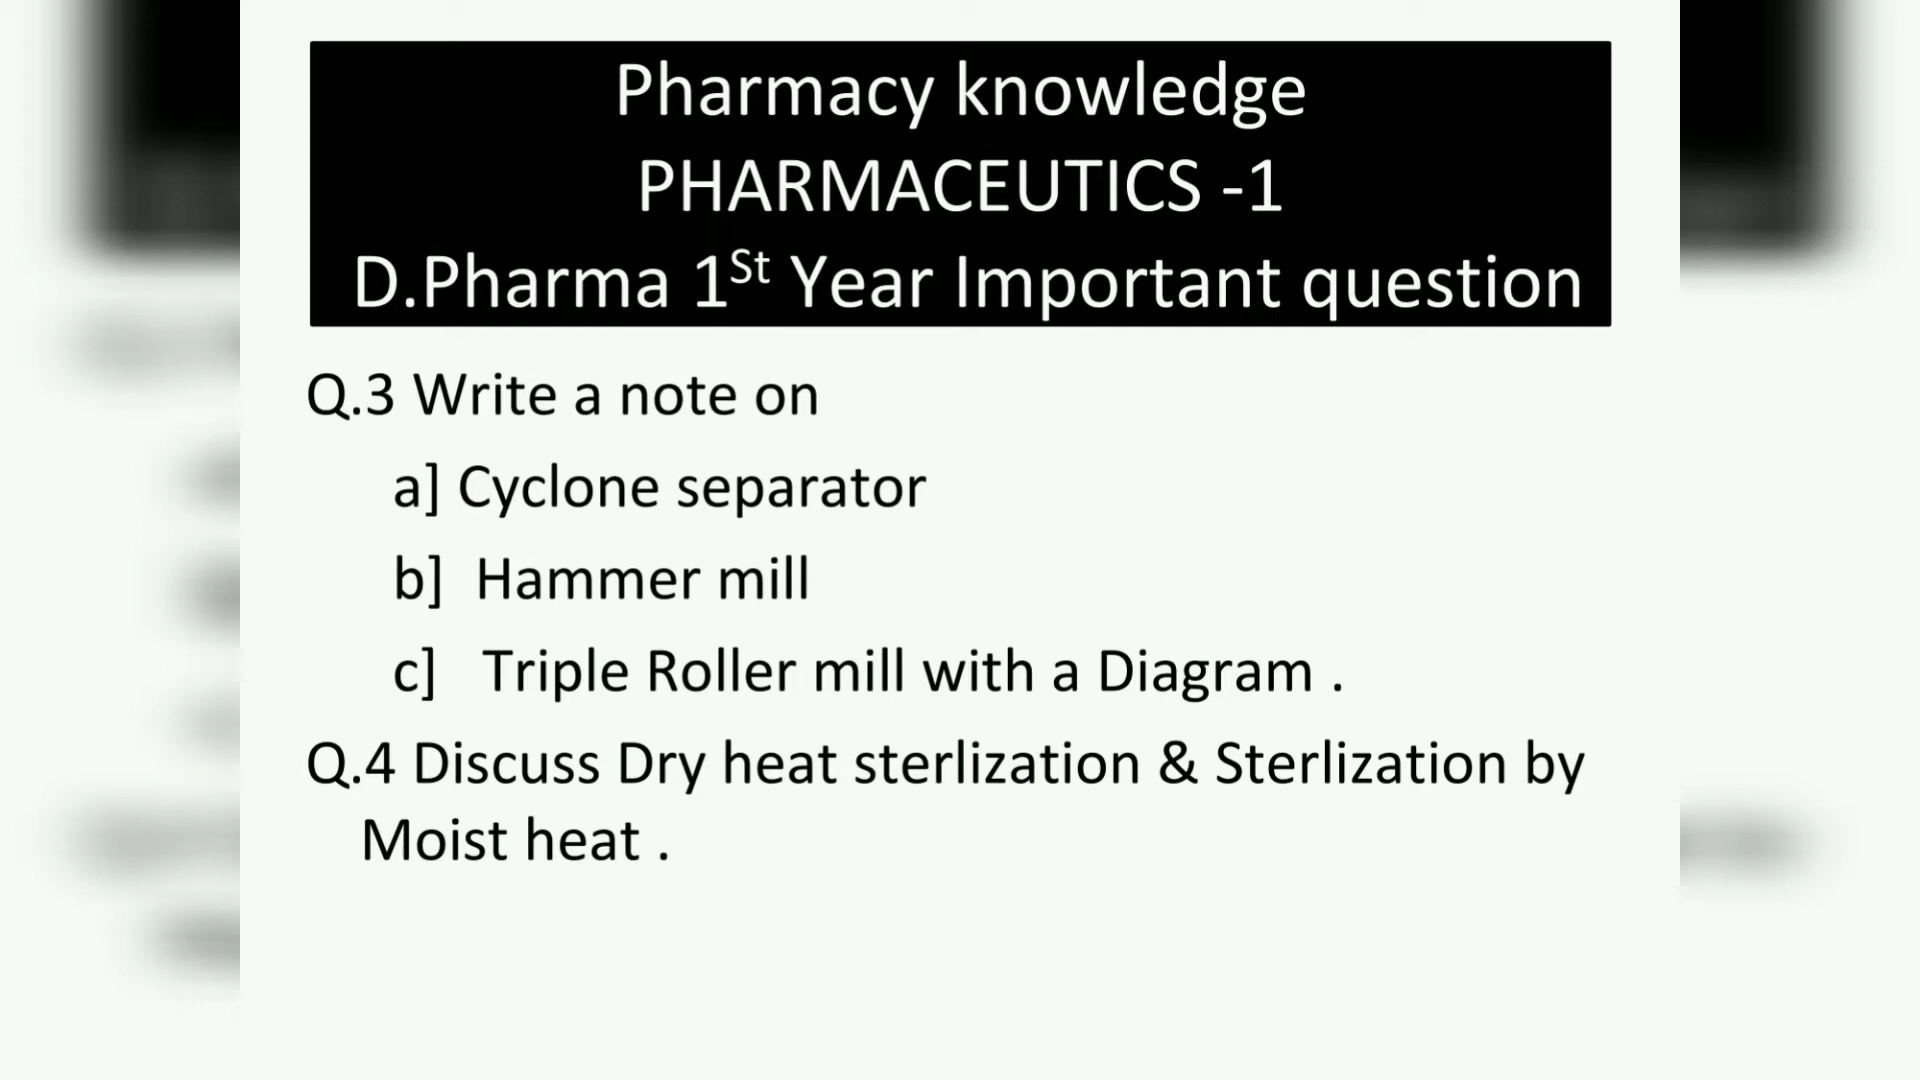 Pharmacy knowledge
PHARMACEUTICS -1
D.Pharma 1St Year Important question
Q.3 Write a note on
a] Cyclone separator
b] Hammer mill
c] Triple Roller mill with a Diagram .
Q.4 Discuss Dry heat sterlization & Sterlization by
Moist heat .